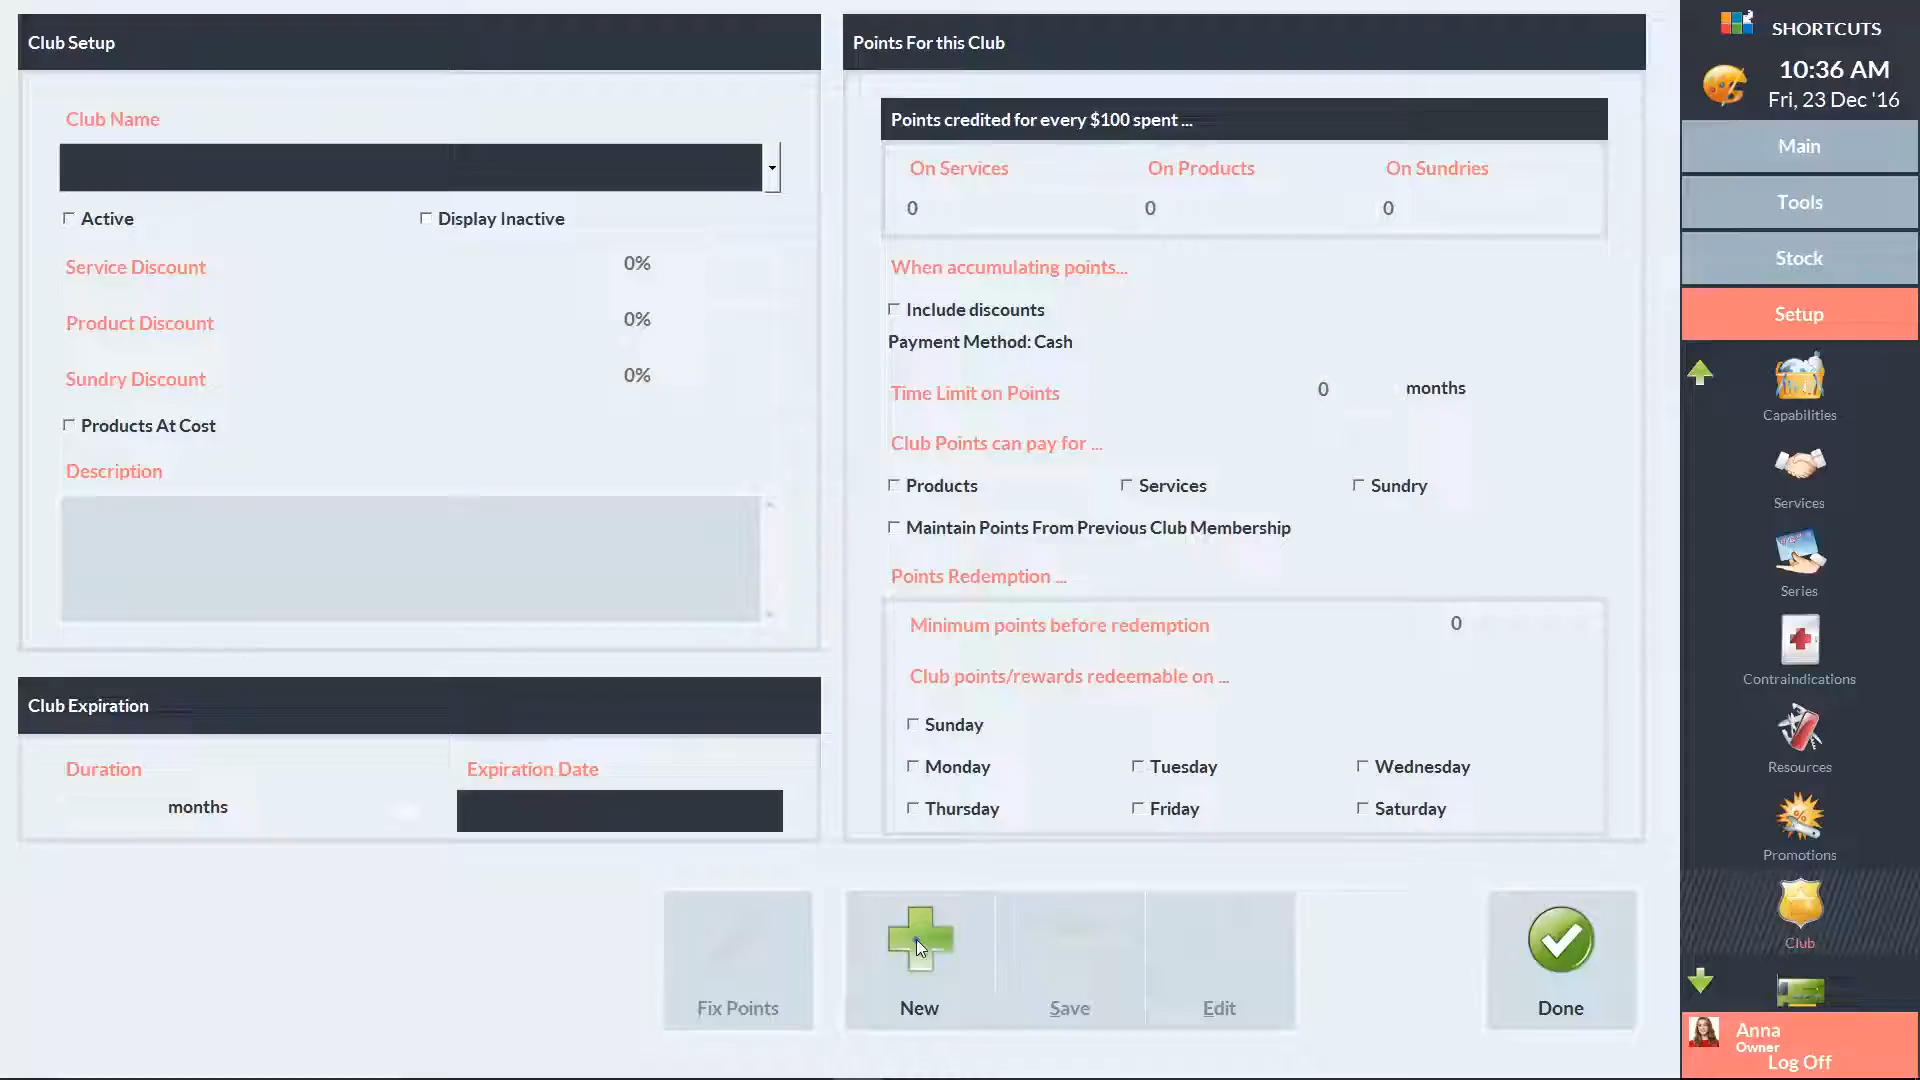 Club Setup
Club Name
Active
Display Inactive
Service Discount 0%
Product Discount 0%
Sundry Discount 0%
Products At Cost
Description
Club Expiration
Duration
Expiration Date
months
Points For this Club
Points credited for every $100 spent ...
On Services On Products On Sundries
0 0 0
When accumulating points...
Include discounts
Payment Method: Cash
Time Limit on Points 0 months
Club Points can pay for ...
Products Services Sundry
Maintain Points From Previous Club Membership
Points Redemption ...
Minimum points before redemption 0
Club points/rewards redeemable on ...
Sunday
Monday Tuesday Wednesday
Thursday Friday Saturday
Fix Points New Save Edit Done
SHORTCUTS
10:36 AM
Fri, 23 Dec '16
Main
Tools
Stock
Setup
Capabilities
Services
Series
Contraindications
Resources
Promotions
Club
Anna
Owner
Log Off